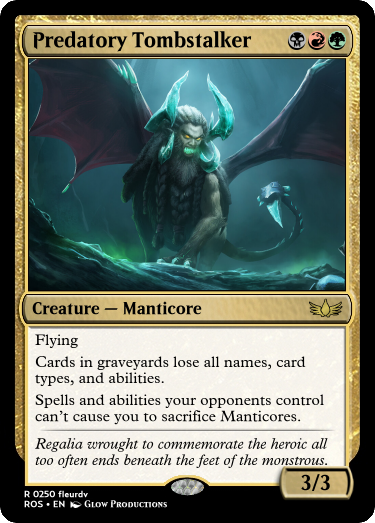 Predatory Tombstalker
Creature — Manticore
Flying
Cards in graveyards lose all names, card
types, and abilities.
Spells and abilities your opponents control
can't cause you to sacrifice Manticores.
Regalia wrought to commemorate the heroic all
too often ends beneath the feet of the monstrous.
3/3
R 0250 fleurdv
ROS • EN Glow Productions